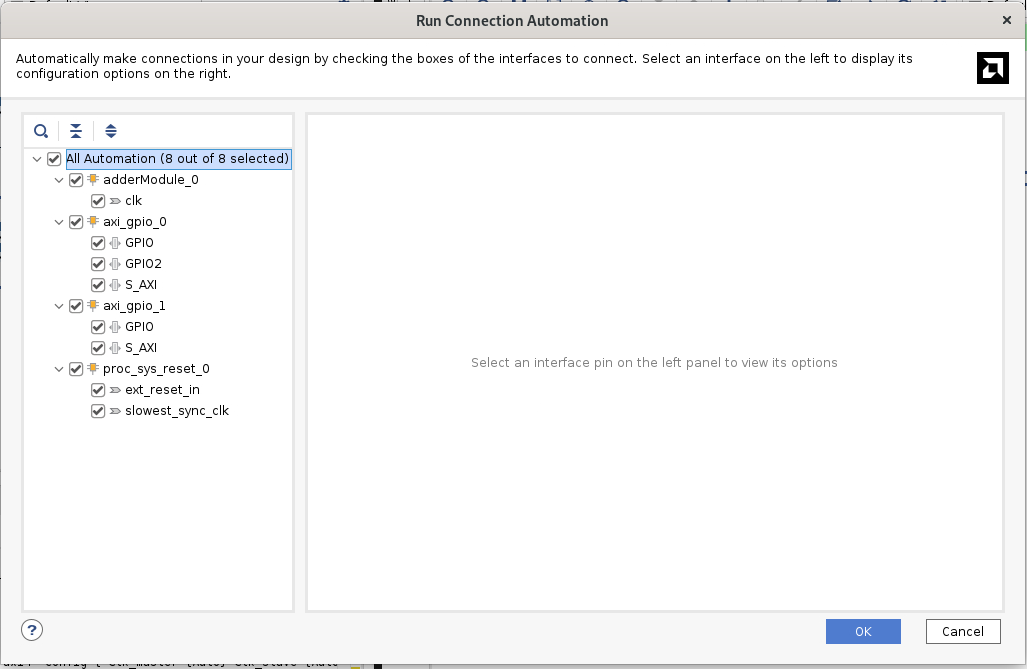 Run Connection Automation
Automatically make connections in your design by checking the boxes of the interfaces to connect. Select an interface on the left to display its
configuration options on the right.
All Automation (8 out of 8 selected)
adderModule_0
clk
axi_gpio_0
GPIO
GPIO2
S_AXI
axi_gpio_1
GPIO
S_AXI
proc_sys_reset_0
ext_reset_in
slowest_sync_clk
Select an interface pin on the left panel to view its options
?
OK
Cancel